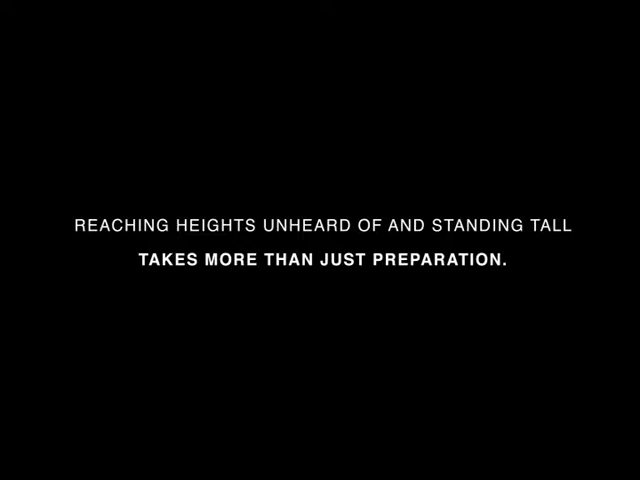 REACHING HEIGHTS UNHEARD OF AND STANDING TALL
TAKES MORE THAN JUST PREPARATION.